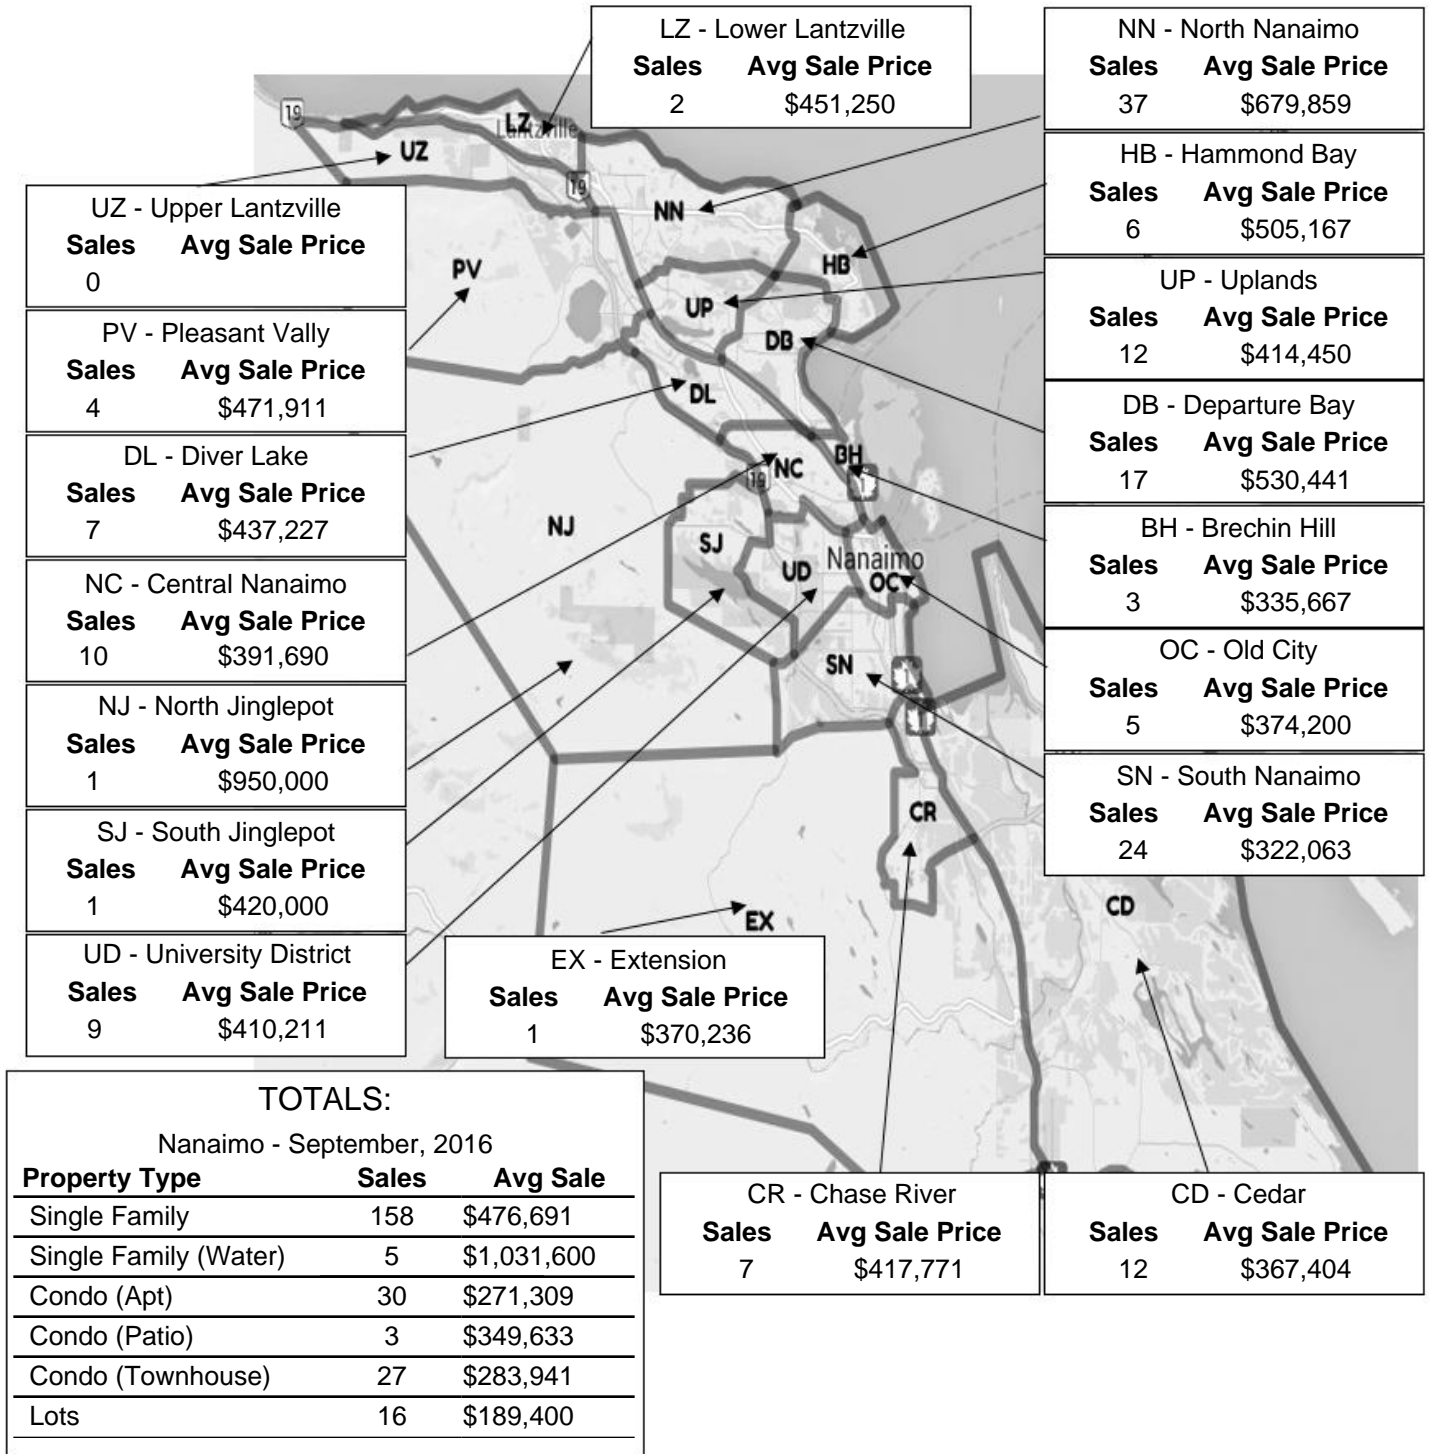 LZ - Lower Lantzville
Sales Avg Sale Price
2 $451,250
NN - North Nanaimo
Sales Avg Sale Price
37 $679,859
HB - Hammond Bay
Sales Avg Sale Price
6 $505,167
UP - Uplands
Sales Avg Sale Price
12 $414,450
DB - Departure Bay
Sales Avg Sale Price
17 $530,441
BH - Brechin Hill
Sales Avg Sale Price
3 $335,667
OC - Old City
Sales Avg Sale Price
5 $374,200
SN - South Nanaimo
Sales Avg Sale Price
24 $322,063
UZ - Upper Lantzville
Sales Avg Sale Price
0
PV - Pleasant Vally
Sales Avg Sale Price
4 $471,911
DL - Diver Lake
Sales Avg Sale Price
7 $437,227
NC - Central Nanaimo
Sales Avg Sale Price
10 $391,690
NJ - North Jinglepot
Sales Avg Sale Price
1 $950,000
SJ - South Jinglepot
Sales Avg Sale Price
1 $420,000
UD - University District
Sales Avg Sale Price
9 $410,211
EX - Extension
Sales Avg Sale Price
1 $370,236
CR - Chase River
Sales Avg Sale Price
7 $417,771
CD - Cedar
Sales Avg Sale Price
12 $367,404
19
LZ
Lantzville
UZ
19
NN
PV
HB
UP
DB
DL
BH
NC
19
1
NJ
SJ
Nanaimo
UD
OC
SN
CR
CD
EX
TOTALS:
Nanaimo - September, 2016
Property Type Sales Avg Sale
Single Family 158 $476,691
Single Family (Water) 5 $1,031,600
Condo (Apt) 30 $271,309
Condo (Patio) 3 $349,633
Condo (Townhouse) 27 $283,941
Lots 16 $189,400